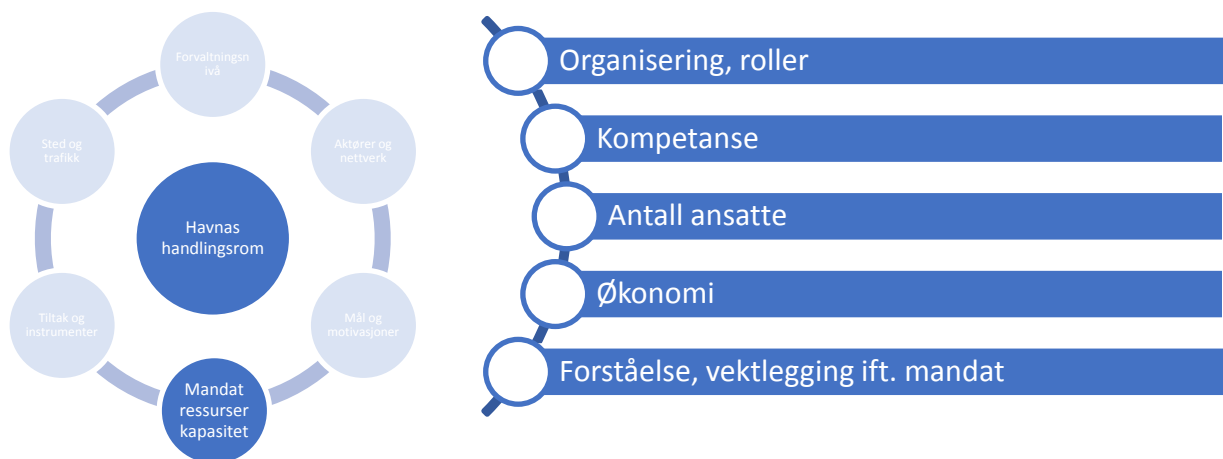 Forvaltningsn
ivå
Sted og
trafikk
Aktører og
nettverk
Havnas
handlingsrom
Tiltak og
instrumenter
Mål og
motivasjoner
Mandat
ressurser
kapasitet
Organisering, roller
Kompetanse
Antall ansatte
Økonomi
Forståelse, vektlegging ift. mandat